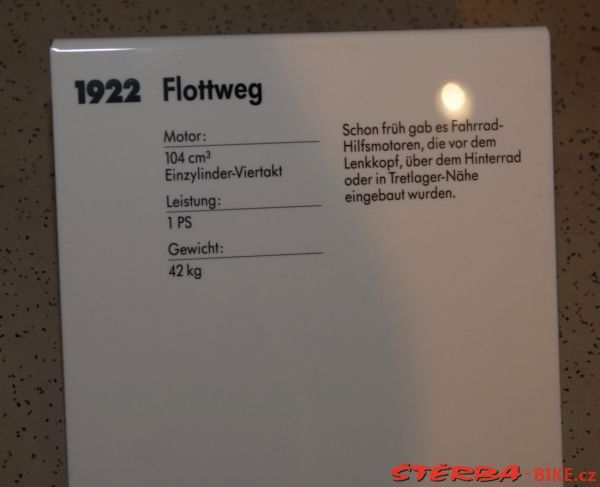 1922 Flottweg
Motor:
104 cm³
Einzylinder-Viertakt
Leistung:
1 PS
Gewicht:
42 kg
Schon früh gab es Fahrrad-
Hilfsmotoren, die vor dem
Lenkkopf, über dem Hinterrad
oder in Tretlager-Nähe
eingebaut wurden.
ŠTĚRBA-BIKE.cz